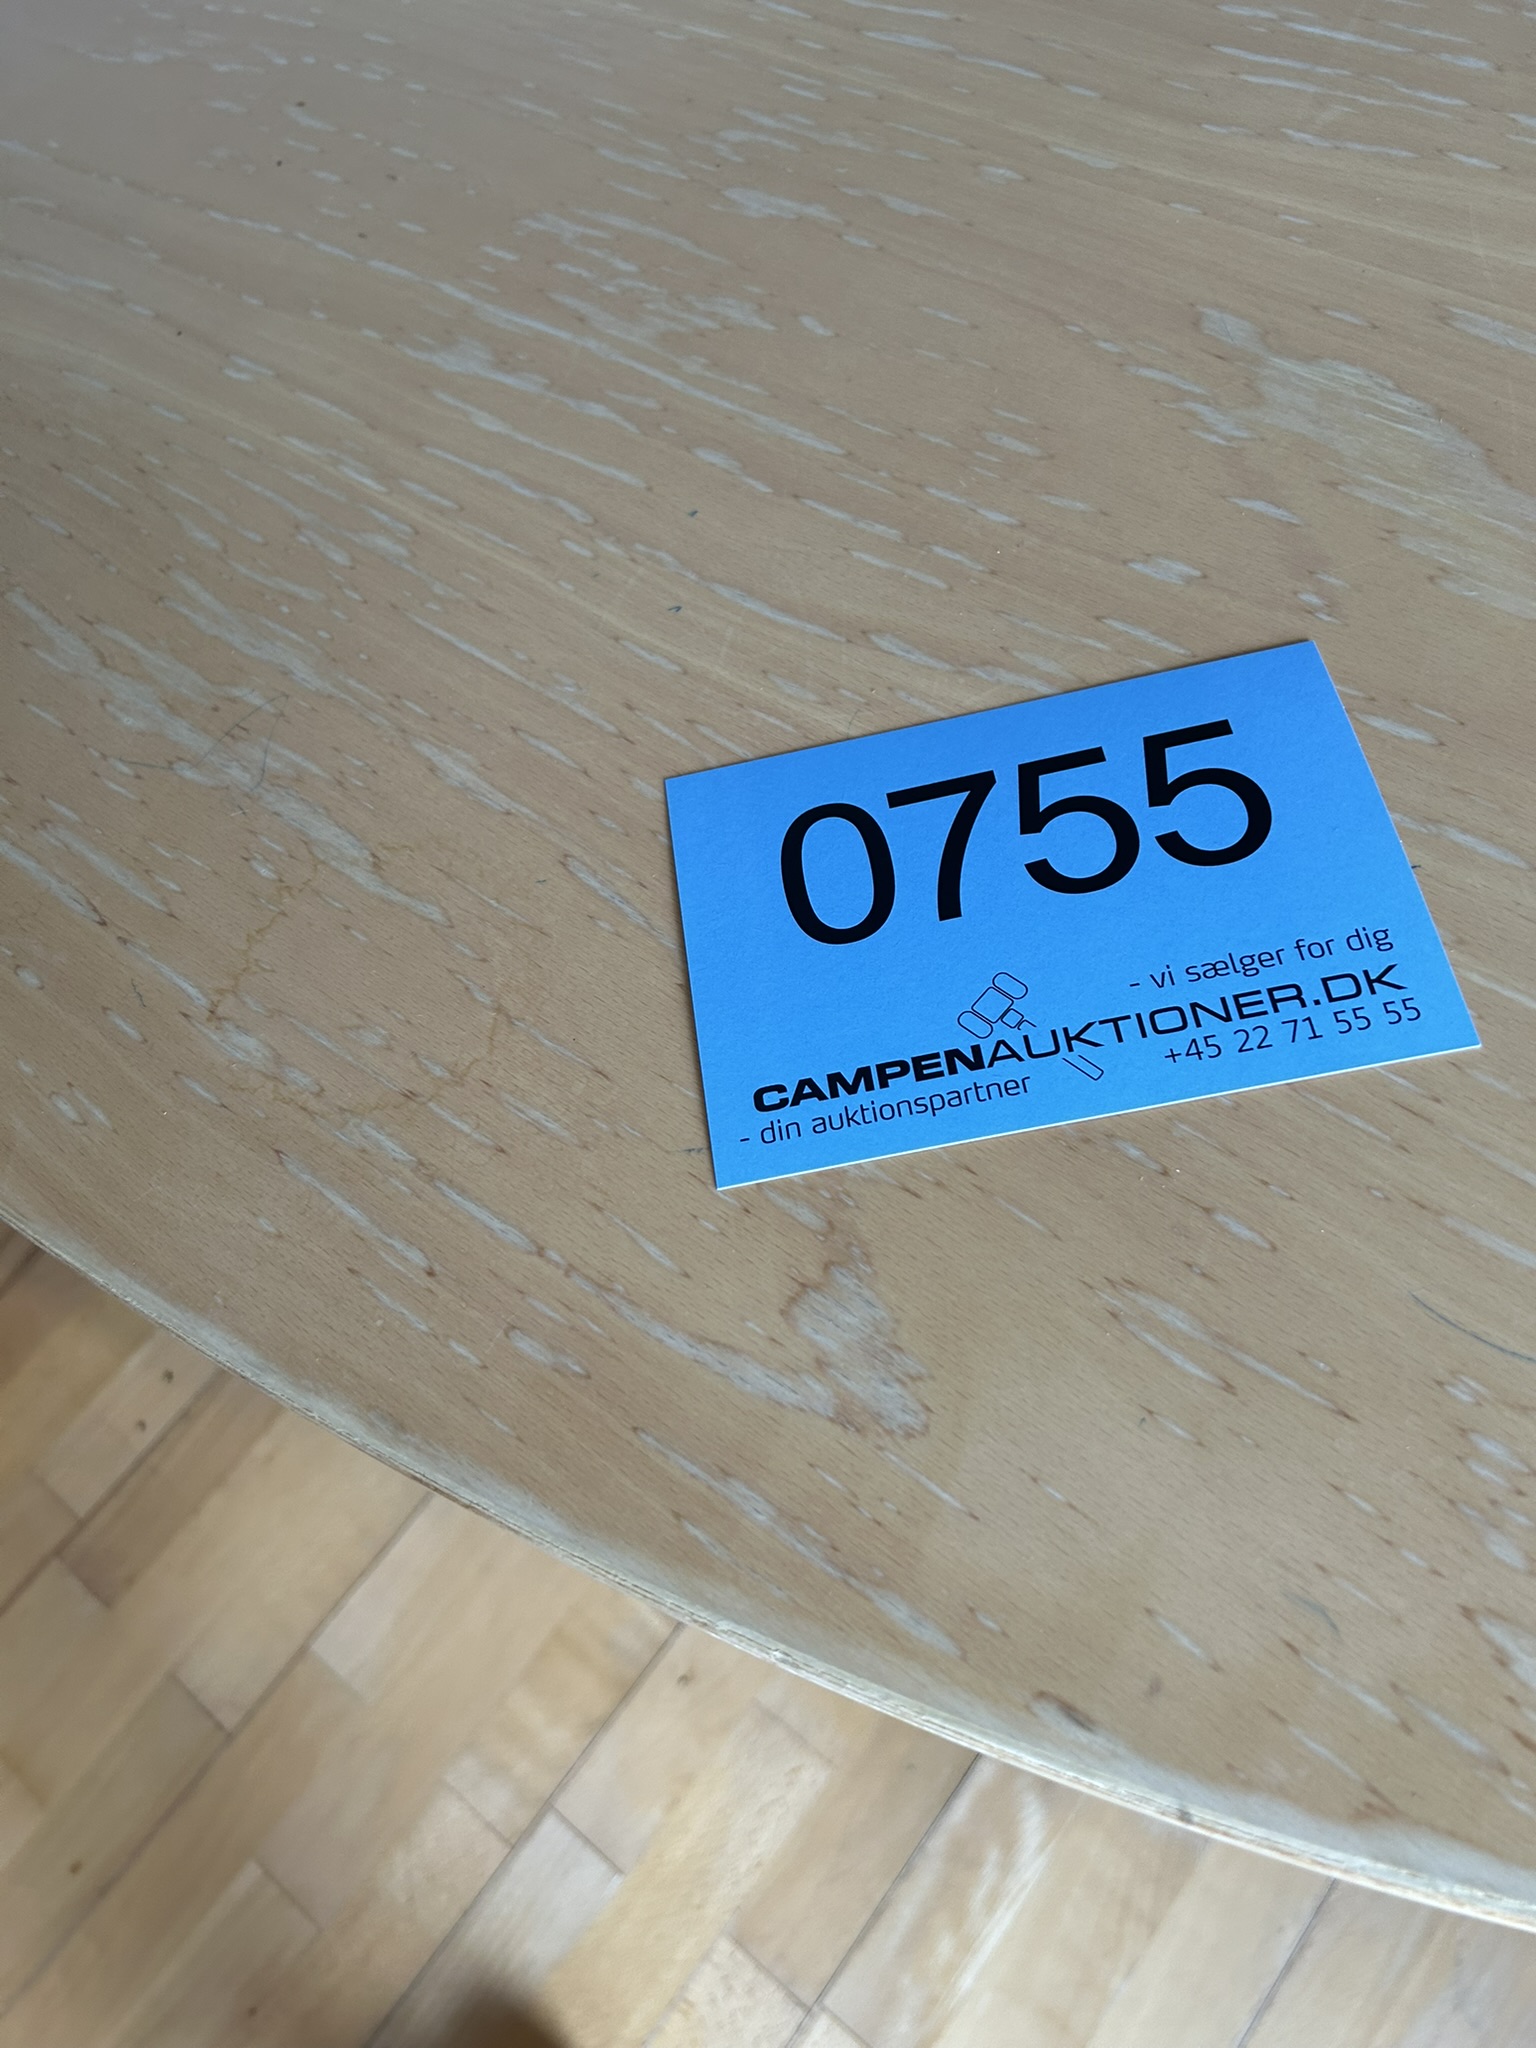 0755
- vi sælger for dig
CAMPENAUKTIONER.DK
- din auktionspartner
+45 22 71 55 55